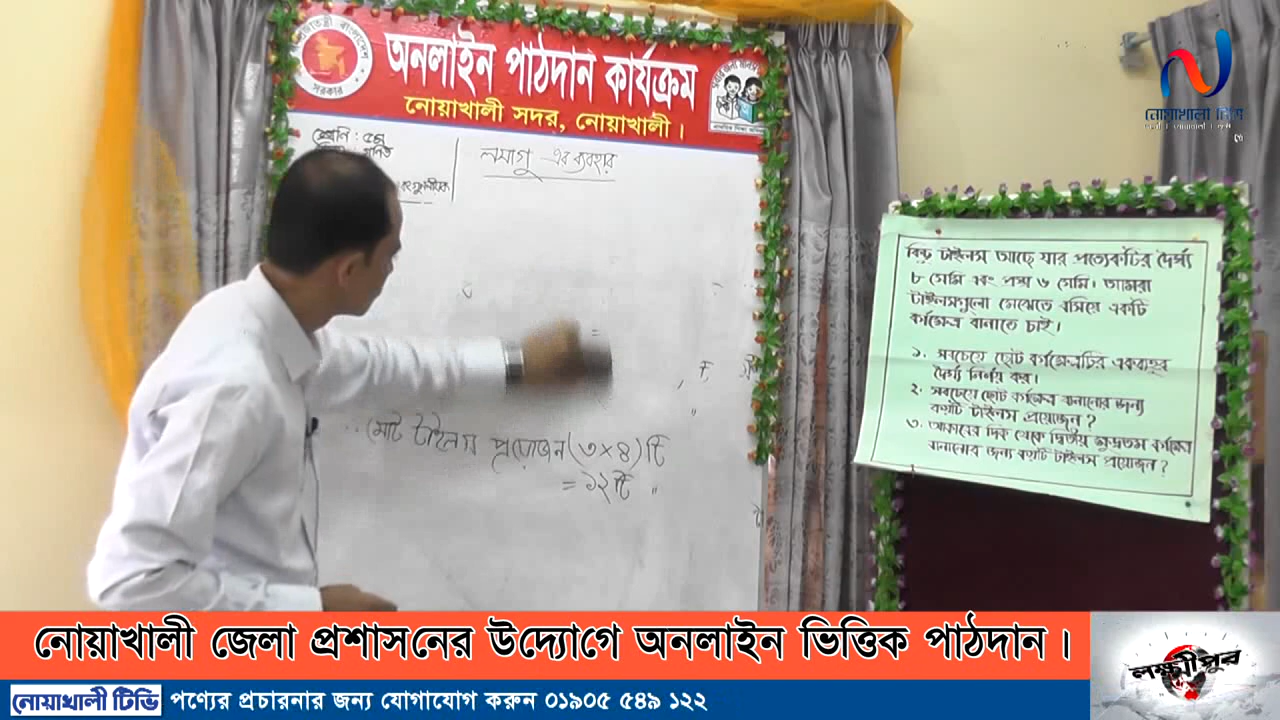 অনলাইন পাঠদান কার্যক্রম
নোয়াখালী সদর, নোয়াখালী।
সরকার
শ্রেণি : ৫ম
লসাগু এর ব্যবহার
মোট টাইলস প্রয়োজন (৩×৪) টি
= ১২ টি
নোয়াখালী টিভি
কিছু টাইলস আছে যার প্রত্যেকটির দৈর্ঘ্য
৮ সেমি এবং প্রস্থ ৬ সেমি। আমরা
টাইলসগুলো মেঝেতে বসিয়ে একটি
বর্গক্ষেত্র বানাতে চাই।
১. সবচেয়ে ছোট বর্গক্ষেত্রটির একবাহুর
দৈর্ঘ্য নির্ণয় কর।
২. সবচেয়ে ছোট বর্গক্ষেত্র বানানোর জন্য
কয়টি টাইলস প্রয়োজন?
৩. আকারের দিক থেকে দ্বিতীয় ক্ষুদ্রতম বর্গক্ষেত্র
বানানোর জন্য কয়টি টাইলস প্রয়োজন?
নোয়াখালী জেলা প্রশাসনের উদ্যোগে অনলাইন ভিত্তিক পাঠদান।
লক্ষ্মীপুর
নোয়াখালী টিভি পণ্যের প্রচারনার জন্য যোগাযোগ করুন ০১৯০৫ ৫৪৯ ১২২